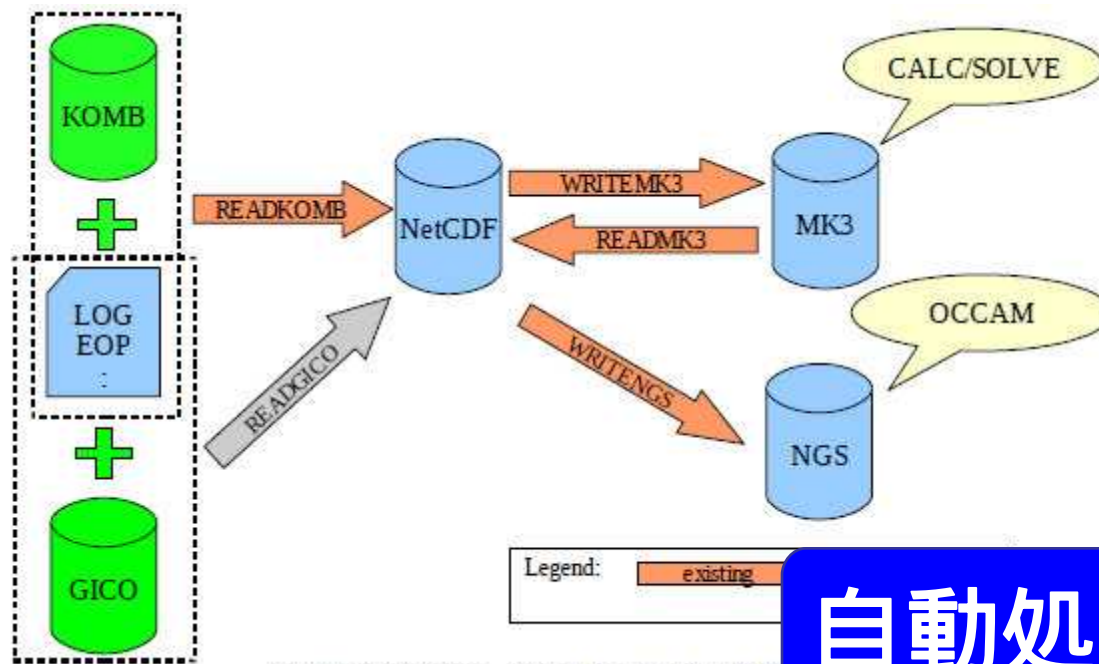 KOMB
CALC/SOLVE
READKOMB
NetCDF
WRITEMK3
READMK3
MK3
LOG
EOP
:
OCCAM
READGICO
WRITENGS
NGS
GICO
Legend:
existing
自動処